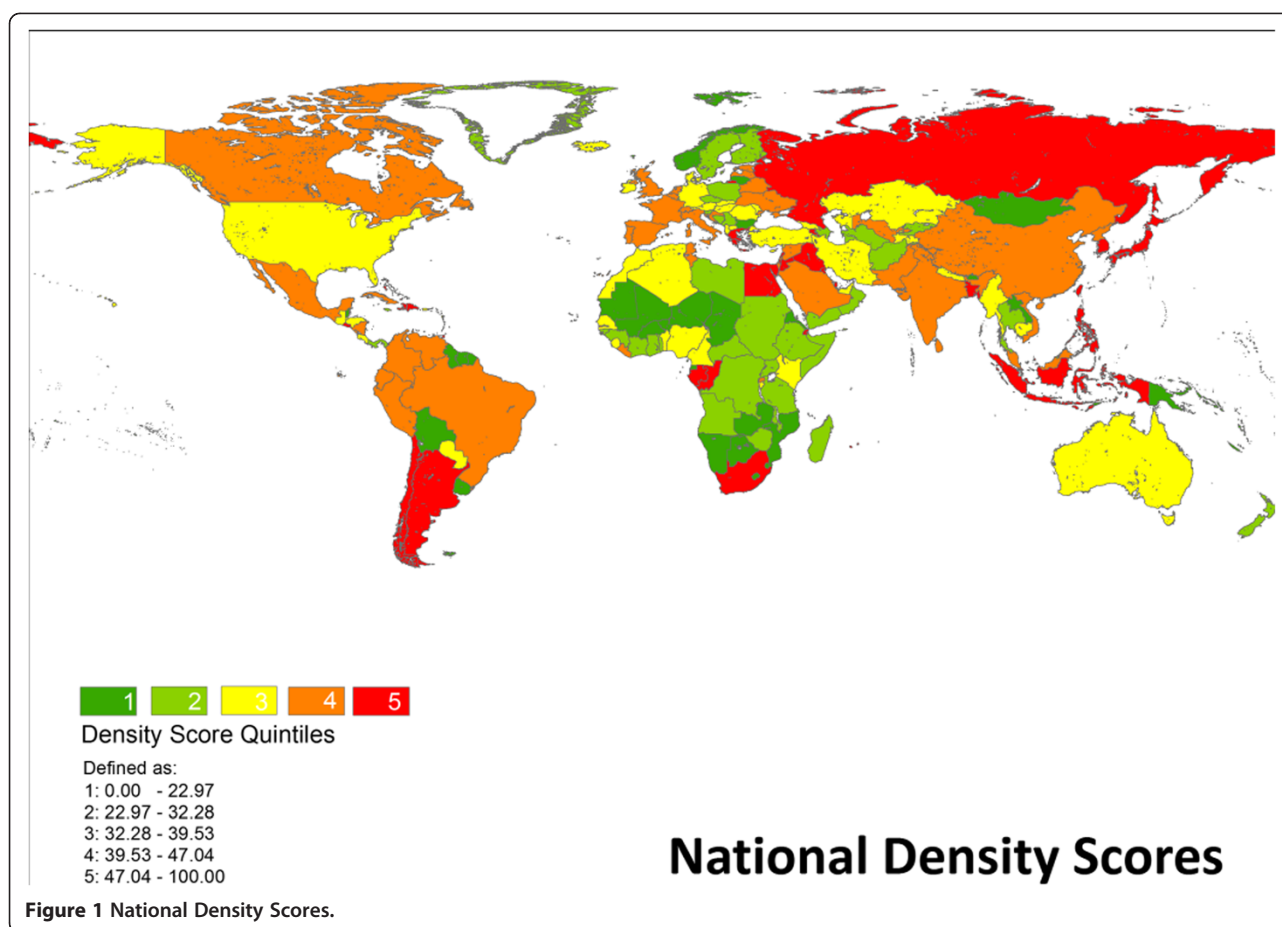 1 2 3 4 5
Density Score Quintiles
Defined as:
1: 0.00 - 22.97
2: 22.97 - 32.28
3: 32.28 - 39.53
4: 39.53 - 47.04
5: 47.04 - 100.00
National Density Scores
Figure 1 National Density Scores.